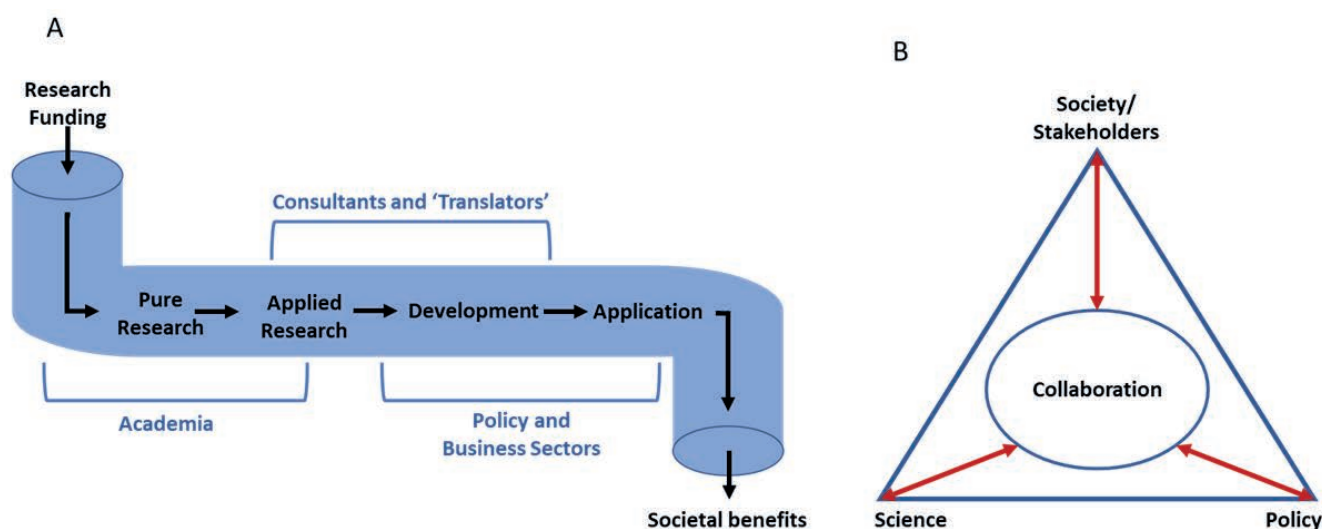 A
Research
Funding
Consultants and ‘Translators’
Pure
Research
Applied
Research
Development
Application
Academia
Policy and
Business Sectors
Societal benefits
B
Society/
Stakeholders
Collaboration
Science
Policy